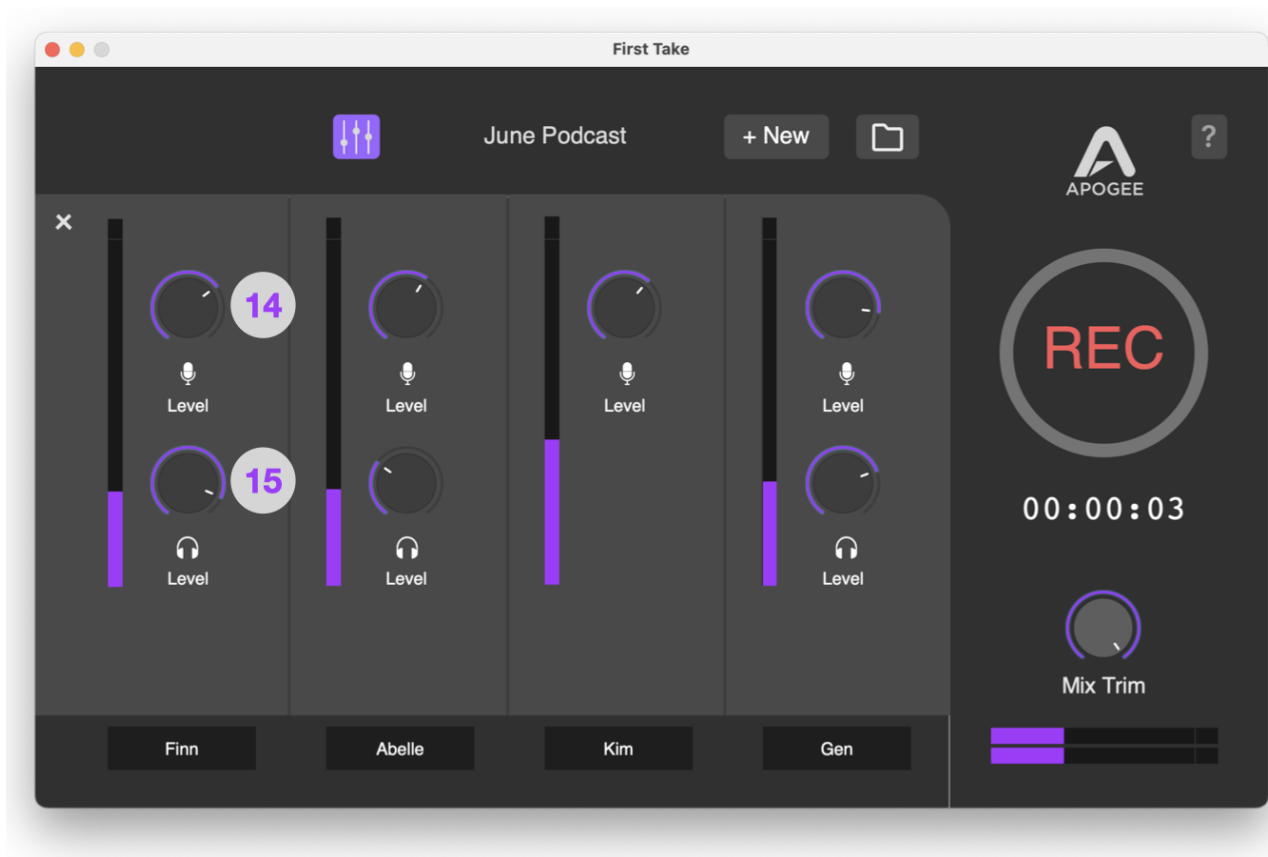 First Take
June Podcast
+ New
?
APOGEE
14
Level
Level
Level
Level
REC
15
Level
Level
Level
00:00:03
Mix Trim
Finn
Abelle
Kim
Gen